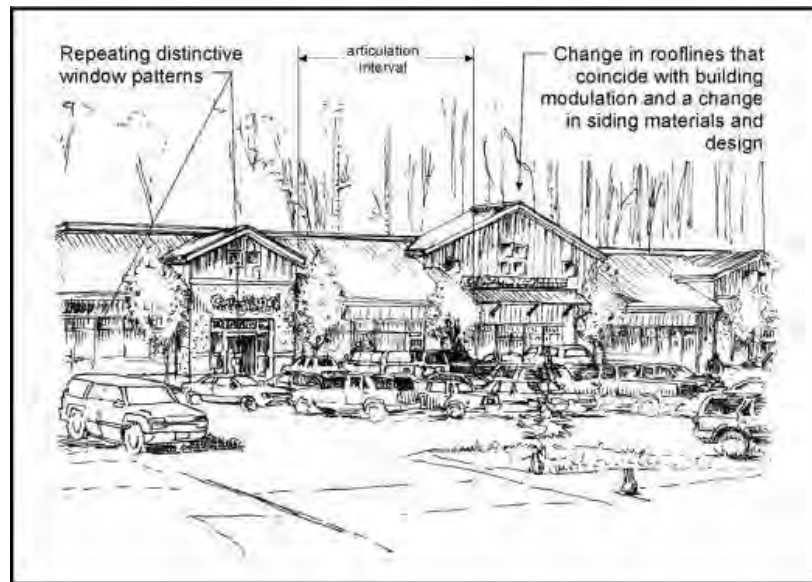 Repeating distinctive
window patterns
articulation
interval
Change in rooflines that
coincide with building
modulation and a change
in siding materials and
design